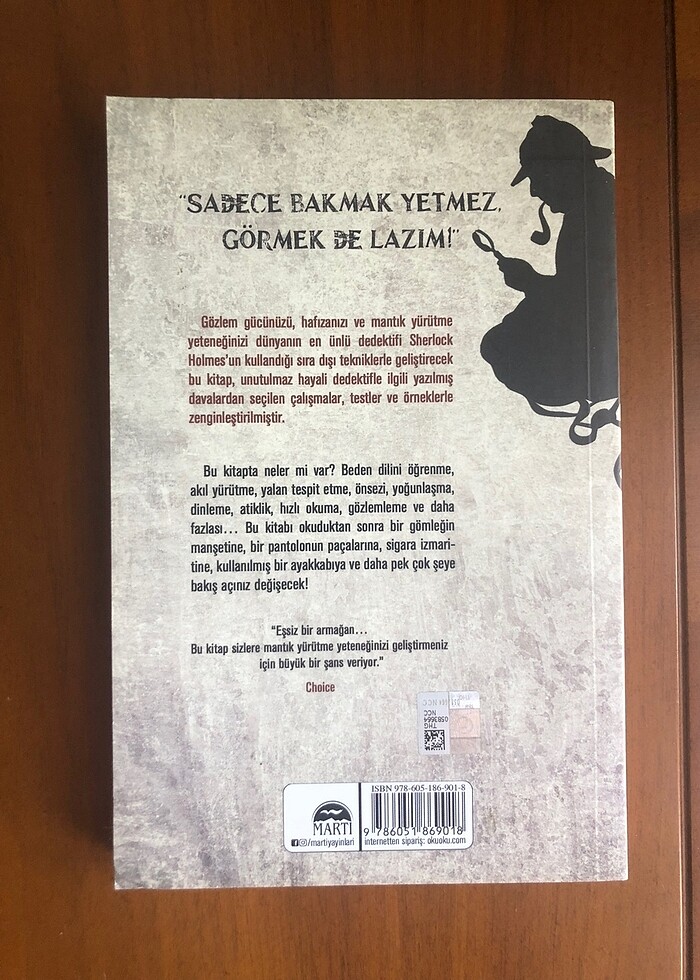 "SADECE BAKMAK YETMEZ,
GÖRMEK DE LAZIM!"
Gözlem gücünüzü, hafızanızı ve mantık yürütme
yeteneğinizi dünyanın en ünlü dedektifi Sherlock
Holmes'un kullandığı sıra dışı tekniklerle geliştirecek
bu kitap, unutulmaz hayali dedektifle ilgili yazılmış
davalardan seçilen çalışmalar, testler ve örneklerle
zenginleştirilmiştir.
Bu kitapta neler mi var? Beden dilini öğrenme,
akıl yürütme, yalan tespit etme, önsezi, yoğunlaşma,
dinleme, atiklik, hızlı okuma, gözlemleme ve daha
fazlası... Bu kitabı okuduktan sonra bir gömleğin
manşetine, bir pantolonun paçalarına, sigara izmari-
tine, kullanılmış bir ayakkabıya ve daha pek çok şeye
bakış açınız değişecek!
"Eşsiz bir armağan...
Bu kitap sizlere mantık yürütme yeteneğinizi geliştirmeniz
için büyük bir şans veriyor."
Choice
THG
NCC
0583664
ISBN 978-605-186-901-8
MARTI
/martiyayinlari
9 786051 869018
internetten sipariş: okuoku.com